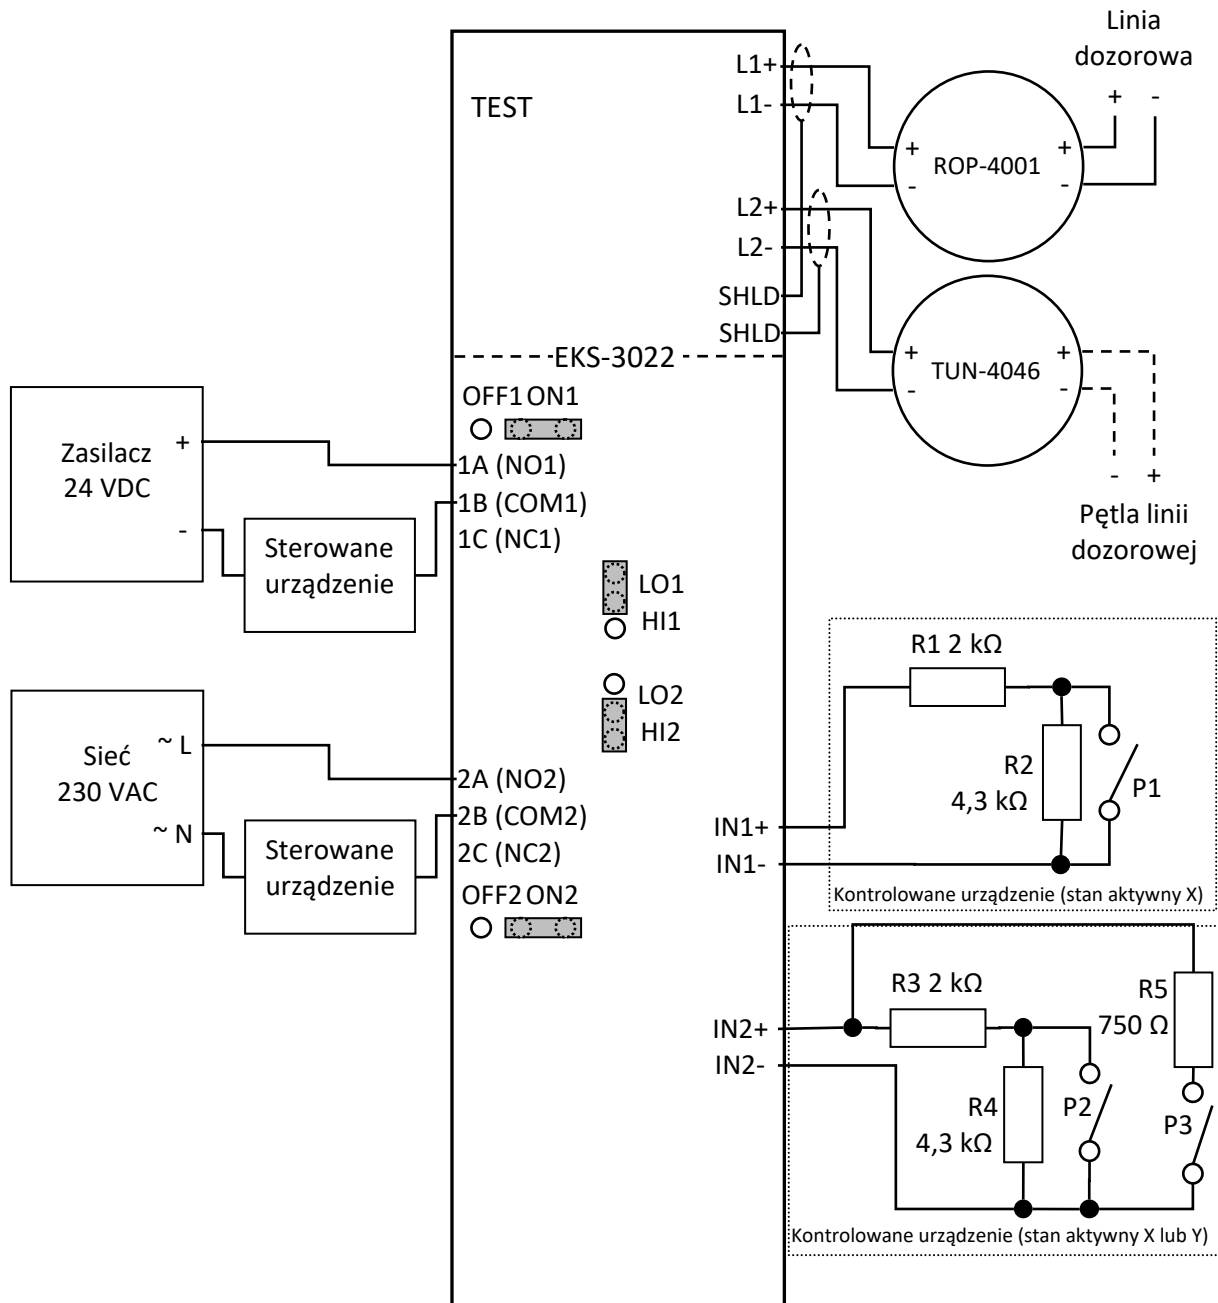 Linia
dozorowa
+ -
TEST
L1+
L1-
+ +
ROP-4001
- -
L2+
L2-
SHLD
SHLD
+ +
TUN-4046
- -
- +
Pętla linii
dozorowej
EKS-3022
OFF1 ON1
Zasilacz
24 VDC
+
-
1A (NO1)
1B (COM1)
1C (NC1)
Sterowane
urządzenie
LO1
HI1
LO2
HI2
Sieć
230 VAC
~ L
~ N
2A (NO2)
2B (COM2)
2C (NC2)
Sterowane
urządzenie
OFF2 ON2
R1 2 kΩ
R2
4,3 kΩ
P1
IN1+
IN1-
Kontrolowane urządzenie (stan aktywny X)
R3 2 kΩ
R5
750 Ω
IN2+
IN2-
R4
4,3 kΩ
P2
P3
Kontrolowane urządzenie (stan aktywny X lub Y)